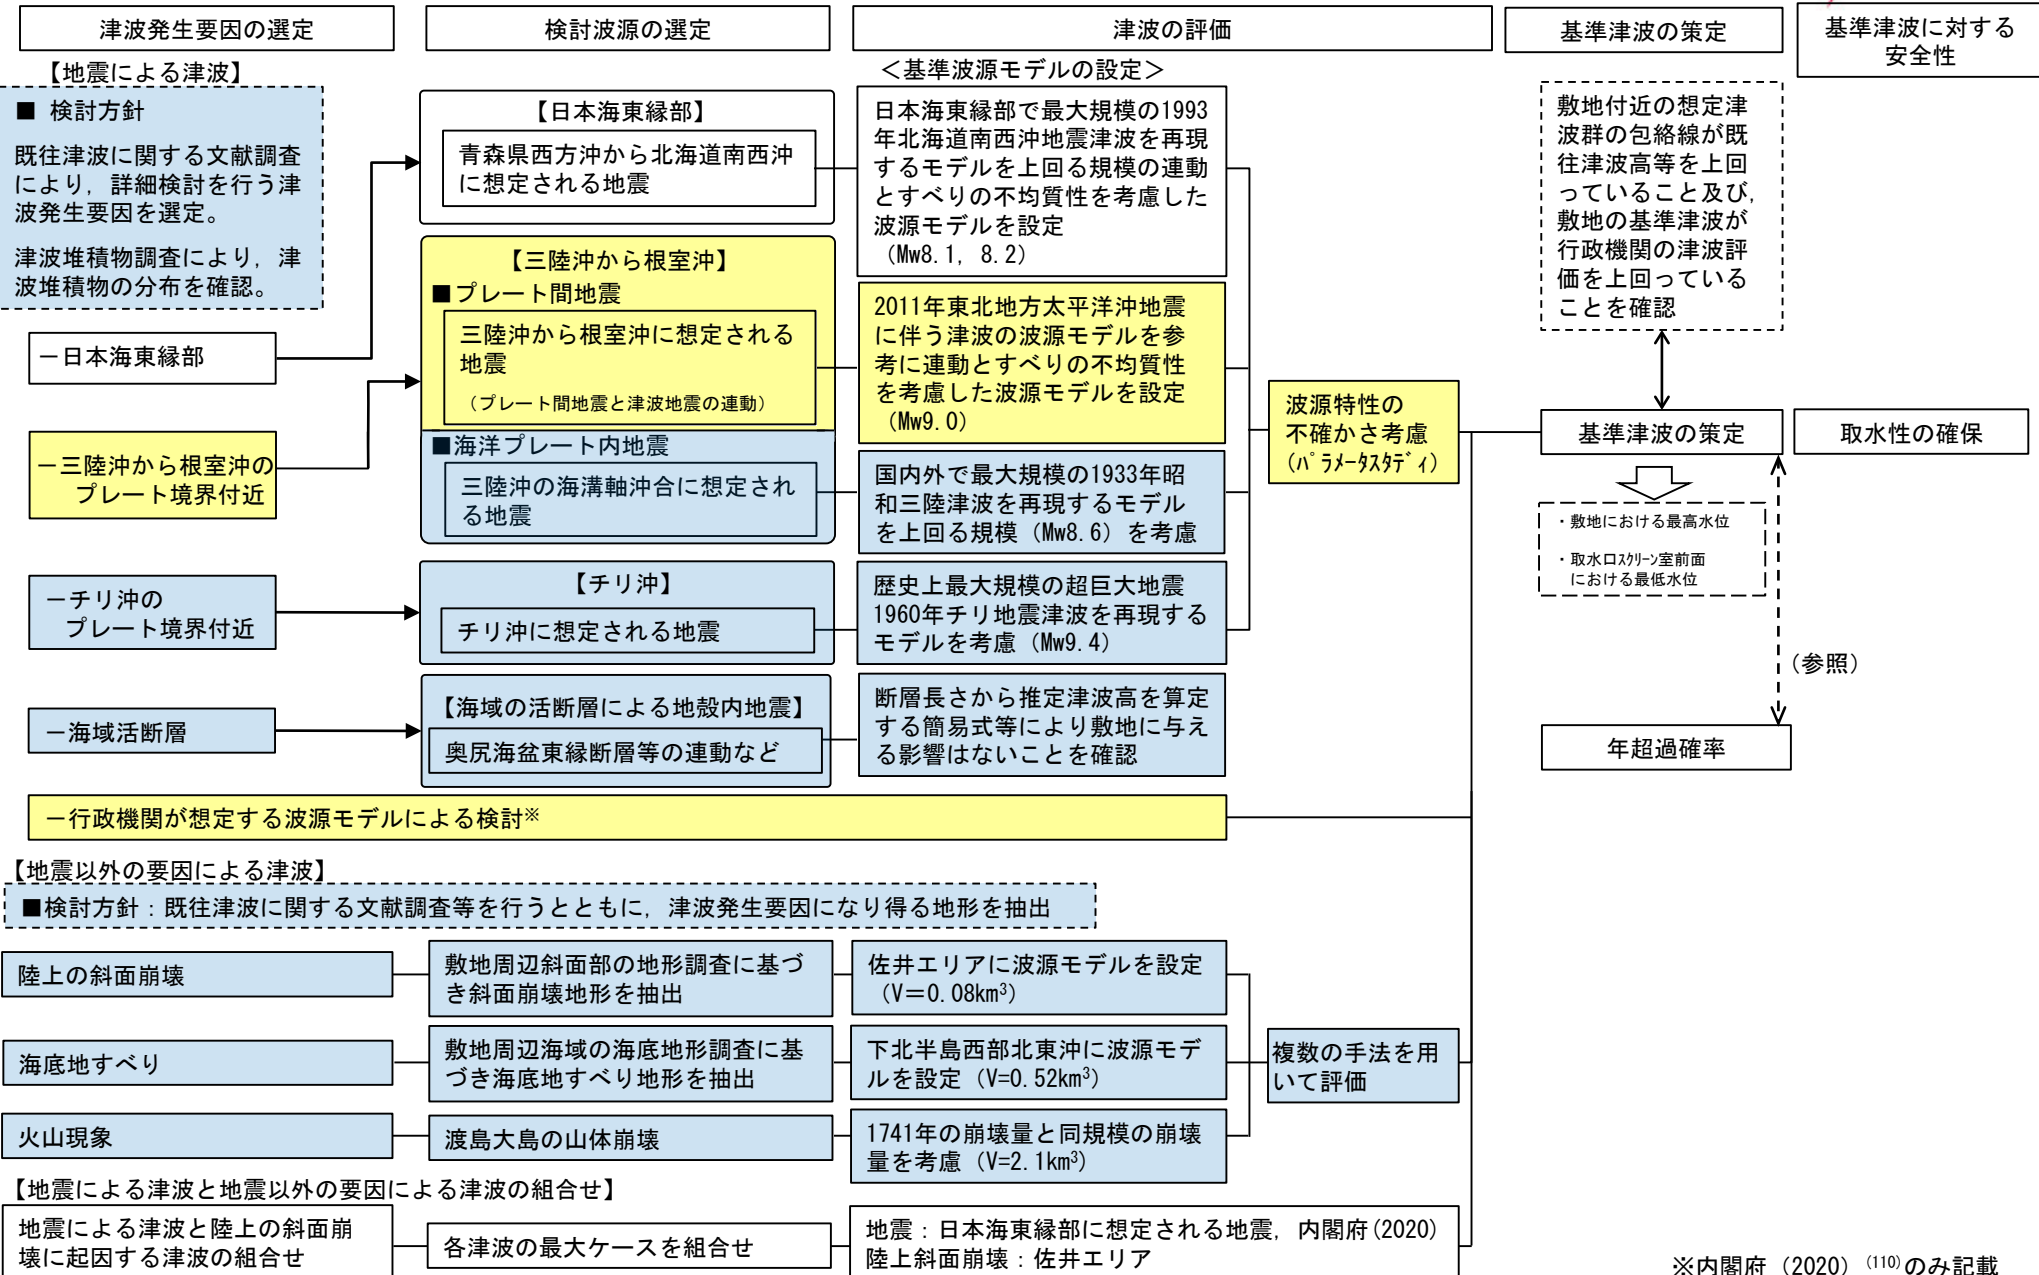 津波発生要因の選定
検討波源の選定
津波の評価
基準津波の策定
基準津波に対する
安全性
【地震による津波】
■ 検討方針
既往津波に関する文献調査
により，詳細検討を行う津
波発生要因を選定。
津波堆積物調査により，津
波堆積物の分布を確認。
－日本海東縁部
－三陸沖から根室沖の
プレート境界付近
－チリ沖の
プレート境界付近
－海域活断層
【日本海東縁部】
青森県西方沖から北海道南西沖
に想定される地震
【三陸沖から根室沖】
■プレート間地震
三陸沖から根室沖に想定される
地震
（プレート間地震と津波地震の連動）
■海洋プレート内地震
三陸沖の海溝軸沖合に想定され
る地震
【チリ沖】
チリ沖に想定される地震
【海域の活断層による地殻内地震】
奥尻海盆東縁断層等の連動など
＜基準波源モデルの設定＞
日本海東縁部で最大規模の1993
年北海道南西沖地震津波を再現
するモデルを上回る規模の連動
とすべりの不均質性を考慮した
波源モデルを設定
（Mw8.1, 8.2）
2011年東北地方太平洋沖地震
に伴う津波の波源モデルを参
考に連動とすべりの不均質性
を考慮した波源モデルを設定
（Mw9.0）
国内外で最大規模の1933年昭
和三陸津波を再現するモデル
を上回る規模（Mw8.6）を考慮
歴史上最大規模の超巨大地震
1960年チリ地震津波を再現する
モデルを考慮（Mw9.4）
断層長さから推定津波高を算定
する簡易式等により敷地に与え
る影響はないことを確認
波源特性の
不確かさ考慮
（ﾊﾟﾗﾒｰﾀｽﾀﾃﾞｨ）
敷地付近の想定津
波群の包絡線が既
往津波高等を上回
っていること及び,
敷地の基準津波が
行政機関の津波評
価を上回っている
ことを確認
基準津波の策定
取水性の確保
・敷地における最高水位
・取水口ｽｸﾘｰﾝ室前面
における最低水位
（参照）
年超過確率
－行政機関が想定する波源モデルによる検討※
【地震以外の要因による津波】
■検討方針：既往津波に関する文献調査等を行うとともに，津波発生要因になり得る地形を抽出
陸上の斜面崩壊
敷地周辺斜面部の地形調査に基づ
き斜面崩壊地形を抽出
佐井エリアに波源モデルを設定
（V＝0.08km³）
海底地すべり
敷地周辺海域の海底地形調査に基
づき海底地すべり地形を抽出
下北半島西部北東沖に波源モデ
ルを設定（V=0.52km³）
火山現象
渡島大島の山体崩壊
1741年の崩壊量と同規模の崩壊
量を考慮（V=2.1km³）
複数の手法を用
いて評価
【地震による津波と地震以外の要因による津波の組合せ】
地震による津波と陸上の斜面崩
壊に起因する津波の組合せ
各津波の最大ケースを組合せ
地震：日本海東縁部に想定される地震，内閣府(2020)
陸上斜面崩壊：佐井エリア
※内閣府（2020）⁽¹¹⁰⁾のみ記載